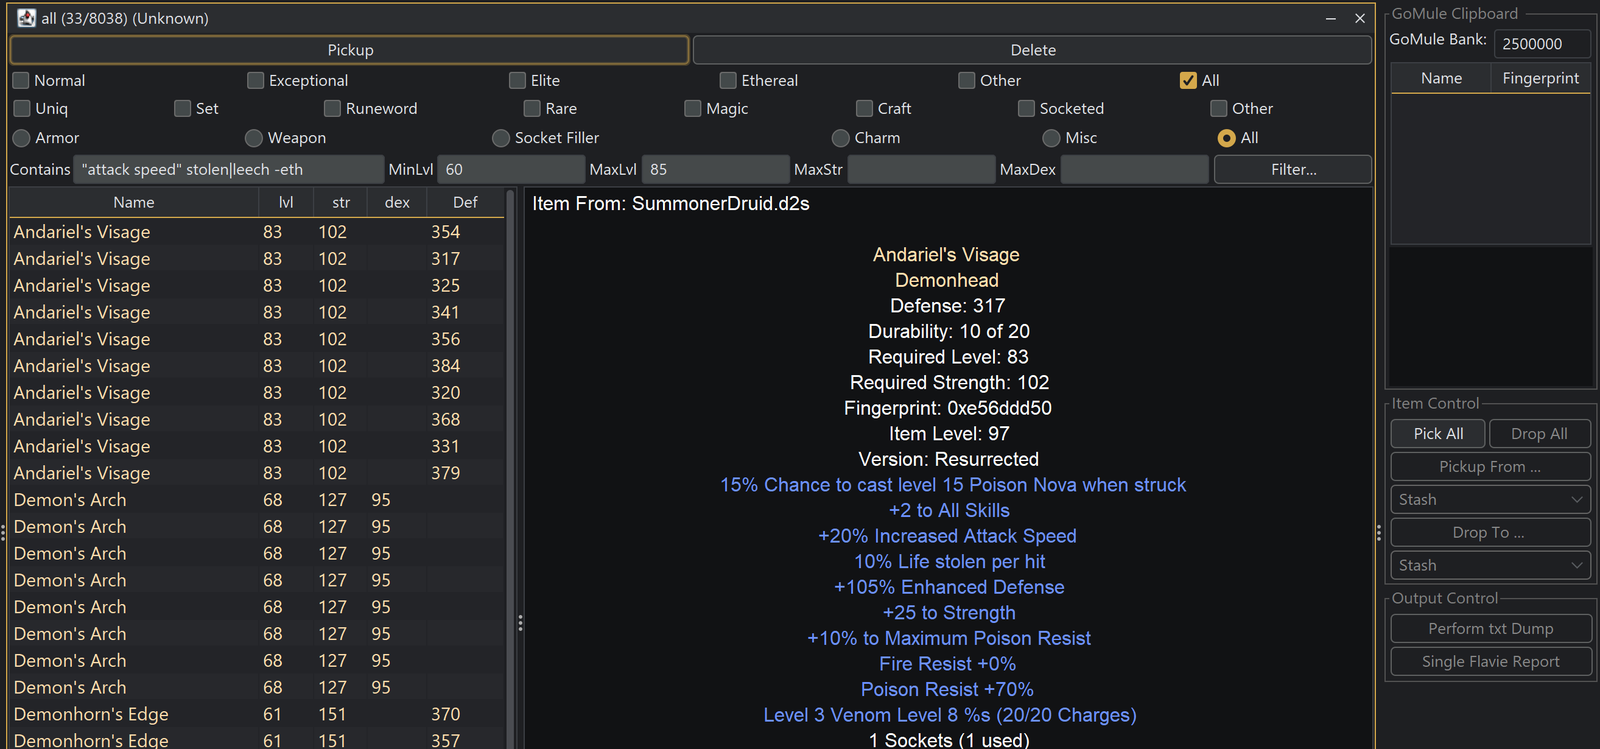 all (33/8038) (Unknown)
Pickup Delete
Normal Exceptional Elite Ethereal Other All
Uniq Set Runeword Rare Magic Craft Socketed Other
Armor Weapon Socket Filler Charm Misc All
Contains "attack speed" stolen|leech -eth MinLvl 60 MaxLvl 85 MaxStr MaxDex Filter...
Name lvl str dex Def
Andariel's Visage 83 102 354
Andariel's Visage 83 102 317
Andariel's Visage 83 102 325
Andariel's Visage 83 102 341
Andariel's Visage 83 102 356
Andariel's Visage 83 102 384
Andariel's Visage 83 102 320
Andariel's Visage 83 102 368
Andariel's Visage 83 102 331
Andariel's Visage 83 102 379
Demon's Arch 68 127 95
Demon's Arch 68 127 95
Demon's Arch 68 127 95
Demon's Arch 68 127 95
Demon's Arch 68 127 95
Demon's Arch 68 127 95
Demon's Arch 68 127 95
Demon's Arch 68 127 95
Demonhorn's Edge 61 151 370
Demonhorn's Edge 61 151 357
Item From: SummonerDruid.d2s
Andariel's Visage
Demonhead
Defense: 317
Durability: 10 of 20
Required Level: 83
Required Strength: 102
Fingerprint: 0xe56ddd50
Item Level: 97
Version: Resurrected
15% Chance to cast level 15 Poison Nova when struck
+2 to All Skills
+20% Increased Attack Speed
10% Life stolen per hit
+105% Enhanced Defense
+25 to Strength
+10% to Maximum Poison Resist
Fire Resist +0%
Poison Resist +70%
Level 3 Venom Level 8 %s (20/20 Charges)
1 Sockets (1 used)
GoMule Clipboard
GoMule Bank: 2500000
Name Fingerprint
Item Control
Pick All Drop All
Pickup From ...
Stash
Drop To ...
Stash
Output Control
Perform txt Dump
Single Flavie Report